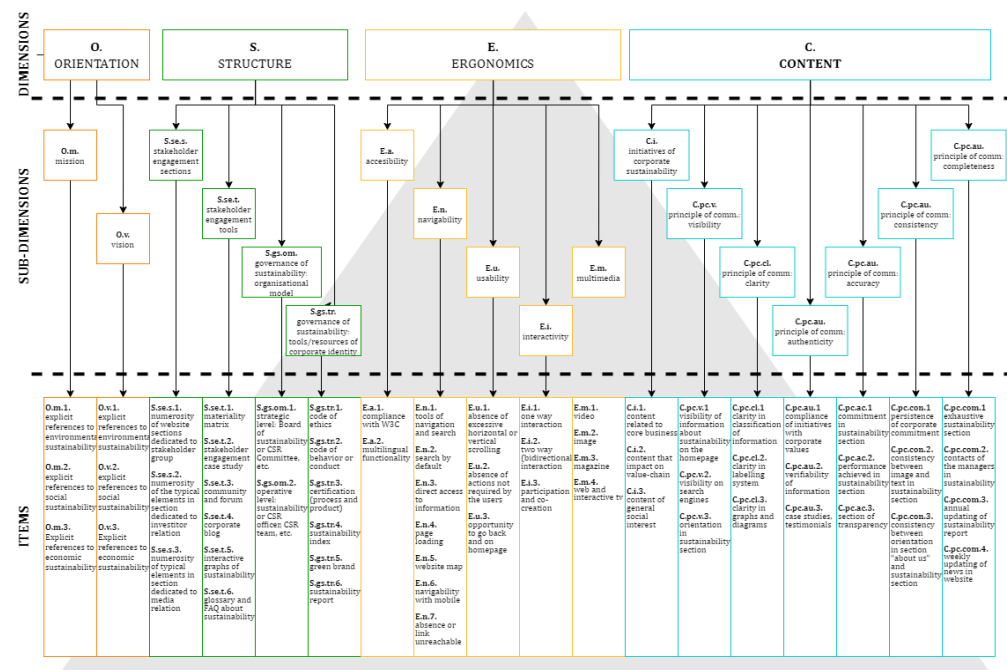 DIMENSIONS
O.
ORIENTATION
S.
STRUCTURE
E.
ERGONOMICS
C.
CONTENT
SUB-DIMENSIONS
O.m.
mission
O.v.
vision
S.se.s.
stakeholder
engagement
sections
S.se.t.
stakeholder
engagement
tools
S.gs.om.
governance of
sustainability:
organisational
model
S.gs.tr.
governance of
sustainability:
tools/resources of
corporate identity
E.a.
accesibility
E.n.
navigability
E.u.
usability
E.i.
interactivity
E.m.
multimedia
C.i.
initiatives of
corporate
sustainability
C.pc.v.
principle of comm.:
visibility
C.pc.cl.
principle of comm:
clarity
C.pc.au.
principle of comm:
authenticity
C.pc.au.
principle of comm:
accuracy
C.pc.au.
principle of comm:
consistency
C.pc.au.
principle of comm:
completeness
ITEMS
O.m.1.
explicit
references to
environmenta
sustainability
O.m.2.
explicit
references to
social
sustainability
O.m.3.
Explicit
references to
economic
sustainability
O.v.1.
explicit
references to
environmenta
sustainability
O.v.2.
explicit
references to
social
sustainability
O.v.3.
Explicit
references to
economic
sustainability
S.se.s.1.
numerosity
of website
sections
dedicated to
stakeholder
group
S.se.s.2.
numerosity
of the typical
elements in
section
dedicated to
investitor
relation
S.se.s.3.
numerosity
of typical
elements in
section
dedicated to
media
relation
S.se.t.1.
materiality
matrix
S.se.t.2.
stakeholder
engagement
case study
S.se.t.3.
community
and forum
S.se.t.4.
corporate
blog
S.se.t.5.
interactive
graphs of
sustainability
S.se.t.6.
glossary and
FAQ about
sustainability
S.gs.om.1.
strategic
level: Board
of
sustainability
or CSR
Committee,
etc.
S.gs.om.2.
operative
level:
sustainability
or CSR
officer, CSR
team, etc.
S.gs.tr.1.
code of
ethics
S.gs.tr.2.
code of
behavior or
conduct
S.gs.tr.3.
certification
(process and
product)
S.gs.tr.4.
sustainability
index
S.gs.tr.5.
green brand
S.gs.tr.6.
sustainability
report
E.a.1.
compliance
with W3C
E.a.2.
multilingual
functionality
E.n.1.
tools of
navigation
and search
E.n.2.
search by
default
E.n.3.
direct access
to
information
E.n.4.
page
loading
E.n.5.
website map
E.n.6.
navigability
with mobile
E.n.7.
absence or
link
unreachable
E.u.1.
absence of
excessive
horizontal or
vertical
scrolling
E.u.2.
absence of
actions not
required by
the users
E.u.3.
opportunity
to go back
and on
homepage
E.i.1.
one way
interaction
E.i.2.
two way
(bidirectional)
interaction
E.i.3.
participation
and co-
creation
E.m.1.
video
E.m.2.
image
E.m.3.
magazine
E.m.4.
web and
interactive tv
C.i.1.
content
related to
core business
C.i.2.
content that
impact on
value-chain
C.i.3.
content of
general
social
interest
C.pc.v.1
visibility of
information
about
sustainability
on the
homepage
C.pc.v.2.
visibility on
search
engines
C.pc.v.3.
orientation
in
sustainability
section
C.pc.cl.1
clarity in
classification
of
information
C.pc.cl.2.
clarity in
labelling
system
C.pc.cl.3.
clarity in
graphs and
diagrams
C.pc.au.1
compliance
of initiatives
with
corporate
values
C.pc.au.2.
verifiability
of
information
C.pc.au.3.
case studies,
testimonials
C.pc.ac.1
commitment
in
sustainability
section
C.pc.ac.2.
performance
achieved in
sustainability
section
C.pc.ac.3.
section of
transparency
C.pc.con.1
persistence
of corporate
commitment
C.pc.con.2.
consistency
between
image and
text in
sustainability
section
C.pc.con.3.
consistency
between
orientation
in section
"about us"
and
sustainability
section
C.pc.com.1
exhaustive
sustainability
section
C.pc.com.2.
contacts of
the managers
in
sustainability
section
C.pc.com.3.
annual
updating of
sustainability
report
C.pc.com.4.
weekly
updating of
news in
website